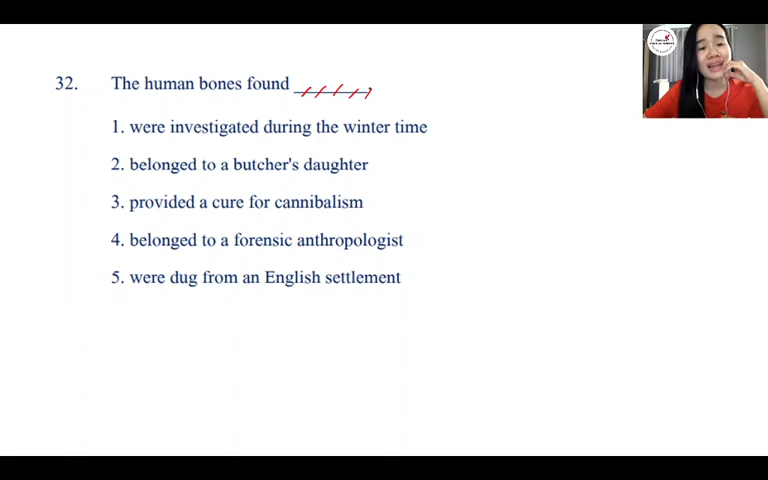 32. The human bones found ________.
1. were investigated during the winter time
2. belonged to a butcher's daughter
3. provided a cure for cannibalism
4. belonged to a forensic anthropologist
5. were dug from an English settlement